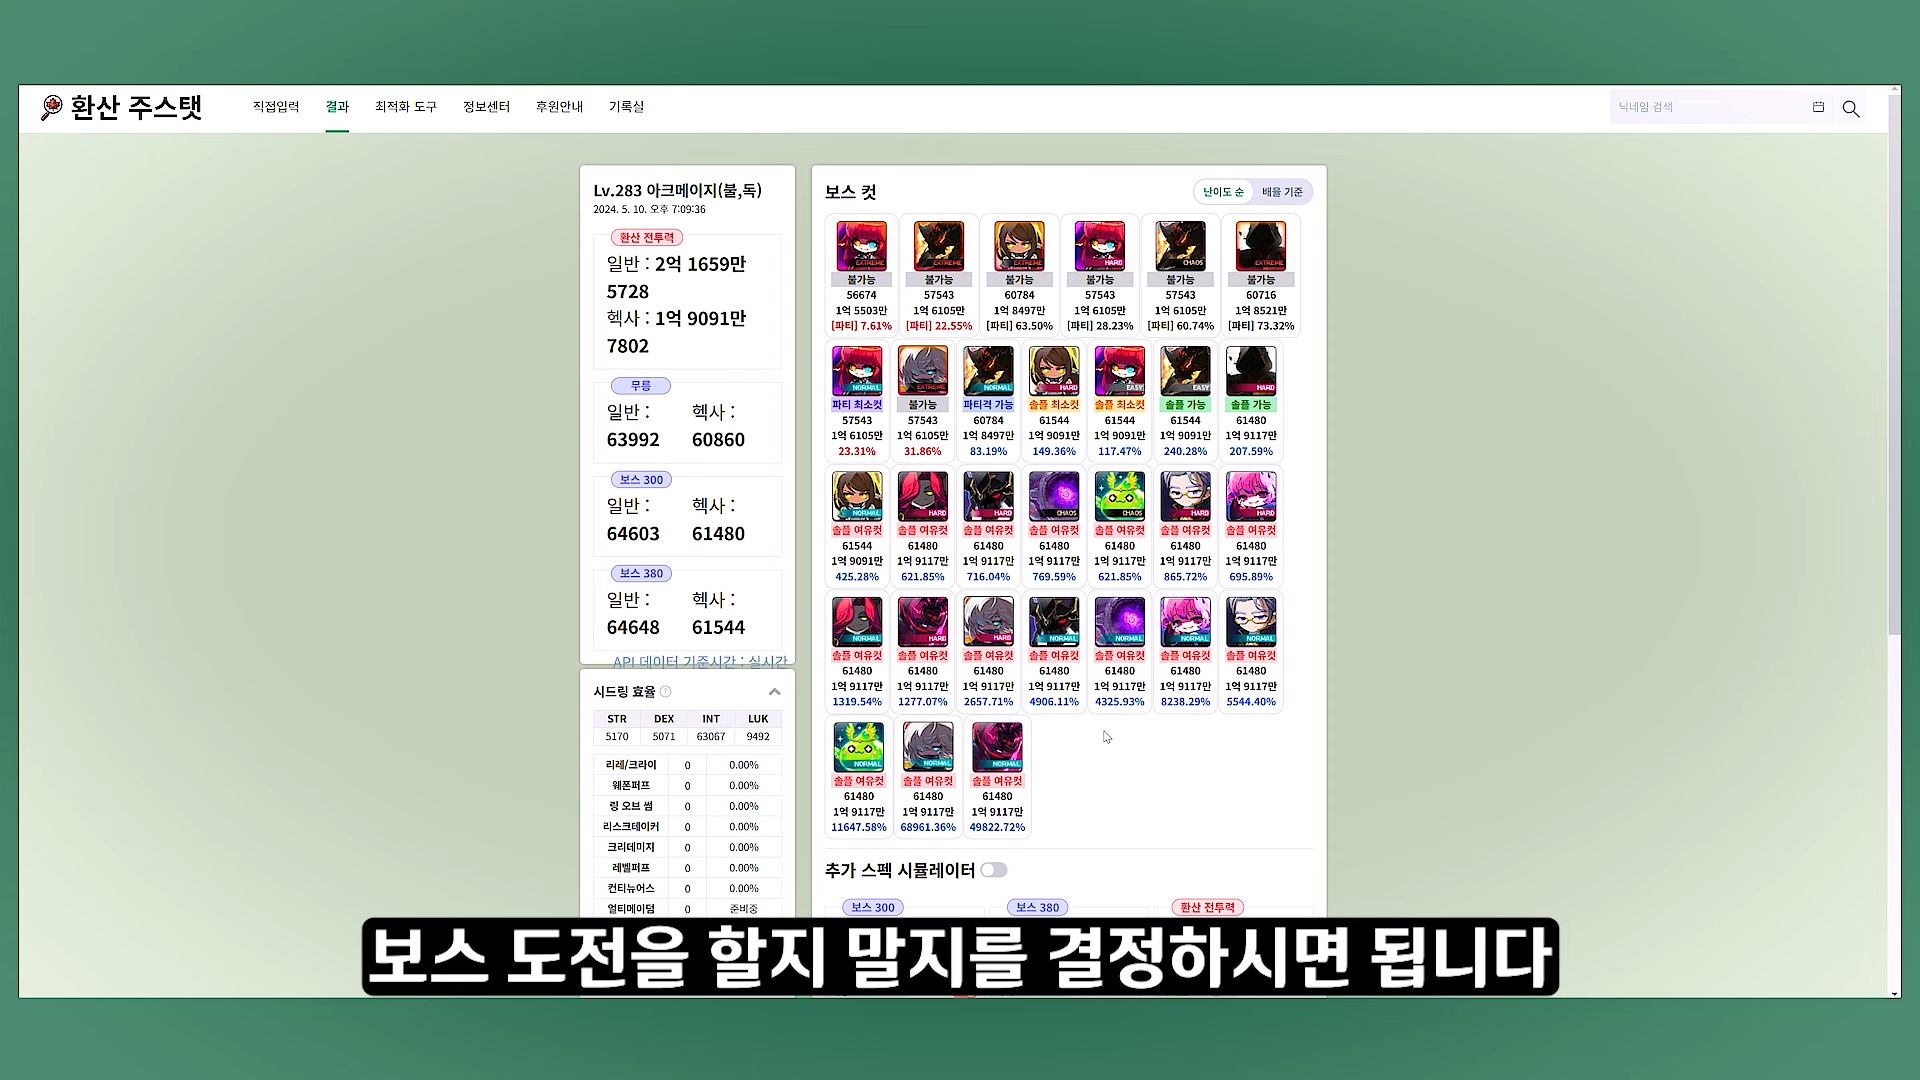 환산 주스탯
직접입력 결과 최적화 도구 정보센터 후원안내 기록실
닉네임 검색
Lv.283 아크메이지(불,독)
2024. 5. 10. 오후 7:09:36
환산 전투력
일반 : 2억 1659만
5728
헥사 : 1억 9091만
7802
무릉
일반 : 헥사 :
63992 60860
보스 300
일반 : 헥사 :
64603 61480
보스 380
일반 : 헥사 :
64648 61544
API 데이터 기준시간 : 실시간
시드링 효율
STR DEX INT LUK
5170 5071 63067 9492
리레/크라이 0 0.00%
웨폰퍼프 0 0.00%
링 오브 썸 0 0.00%
리스크테이커 0 0.00%
크리데미지 0 0.00%
레벨퍼프 0 0.00%
컨티뉴어스 0 0.00%
얼티메이덤 0 준비중
보스 컷
난이도 순 배율 기준
EXTREME EXTREME EXTREME HARD CHAOS EXTREME
불가능 불가능 불가능 불가능 불가능 불가능
56674 57543 60784 57543 57543 60716
1억 5503만 1억 6105만 1억 8497만 1억 6105만 1억 6105만 1억 8521만
[파티] 7.61% [파티] 22.55% [파티] 63.50% [파티] 28.23% [파티] 60.74% [파티] 73.32%
NORMAL EXTREME NORMAL HARD EASY EASY HARD
파티 최소컷 불가능 파티격 가능 솔플 최소컷 솔플 최소컷 솔플 가능 솔플 가능
57543 57543 60784 61544 61544 61544 61480
1억 6105만 1억 6105만 1억 8497만 1억 9091만 1억 9091만 1억 9091만 1억 9117만
23.31% 31.86% 83.19% 149.36% 117.47% 240.28% 207.59%
NORMAL HARD HARD CHAOS CHAOS HARD HARD
솔플 여유컷 솔플 여유컷 솔플 여유컷 솔플 여유컷 솔플 여유컷 솔플 여유컷 솔플 여유컷
61544 61480 61480 61480 61480 61480 61480
1억 9091만 1억 9117만 1억 9117만 1억 9117만 1억 9117만 1억 9117만 1억 9117만
425.28% 621.85% 716.04% 769.59% 621.85% 865.72% 695.89%
NORMAL HARD HARD NORMAL NORMAL NORMAL NORMAL
솔플 여유컷 솔플 여유컷 솔플 여유컷 솔플 여유컷 솔플 여유컷 솔플 여유컷 솔플 여유컷
61480 61480 61480 61480 61480 61480 61480
1억 9117만 1억 9117만 1억 9117만 1억 9117만 1억 9117만 1억 9117만 1억 9117만
1319.54% 1277.07% 2657.71% 4906.11% 4325.93% 8238.29% 5544.40%
NORMAL NORMAL NORMAL
솔플 여유컷 솔플 여유컷 솔플 여유컷
61480 61480 61480
1억 9117만 1억 9117만 1억 9117만
11647.58% 68961.36% 49822.72%
추가 스펙 시뮬레이터
보스 300 보스 380 환산 전투력
보스 도전을 할지 말지를 결정하시면 됩니다